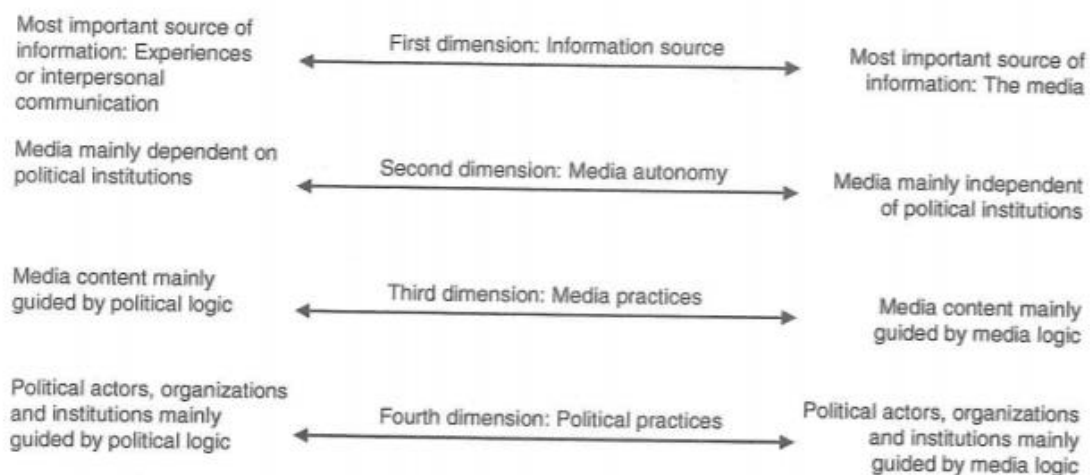 Most important source of
information: Experiences
or interpersonal
communication
First dimension: Information source
Most important source of
information: The media
Media mainly dependent on
political institutions
Second dimension: Media autonomy
Media mainly independent
of political institutions
Media content mainly
guided by political logic
Third dimension: Media practices
Media content mainly
guided by media logic
Political actors, organizations
and institutions mainly
guided by political logic
Fourth dimension: Political practices
Political actors, organizations
and institutions mainly
guided by media logic